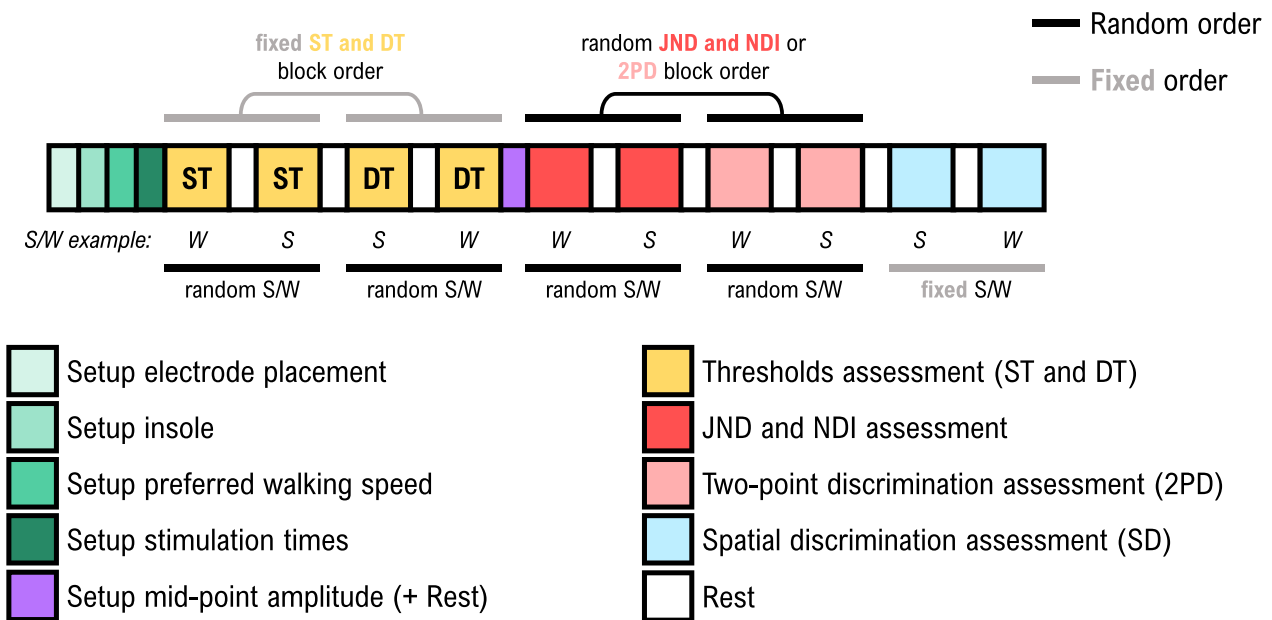 Random order
Fixed order
fixed ST and DT
block order
random JND and NDI or
2PD block order
ST ST DT DT
S/W example: W S S W W S W S S W
random S/W random S/W random S/W random S/W fixed S/W
Setup electrode placement
Setup insole
Setup preferred walking speed
Setup stimulation times
Setup mid-point amplitude (+ Rest)
Thresholds assessment (ST and DT)
JND and NDI assessment
Two-point discrimination assessment (2PD)
Spatial discrimination assessment (SD)
Rest